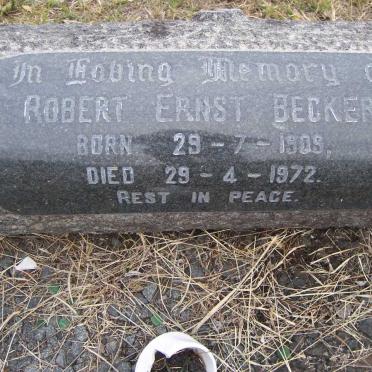 In Loving Memory o
ROBERT ERNST BECKER
BORN 29-7-1909.
DIED 29-4-1972.
REST IN PEACE.